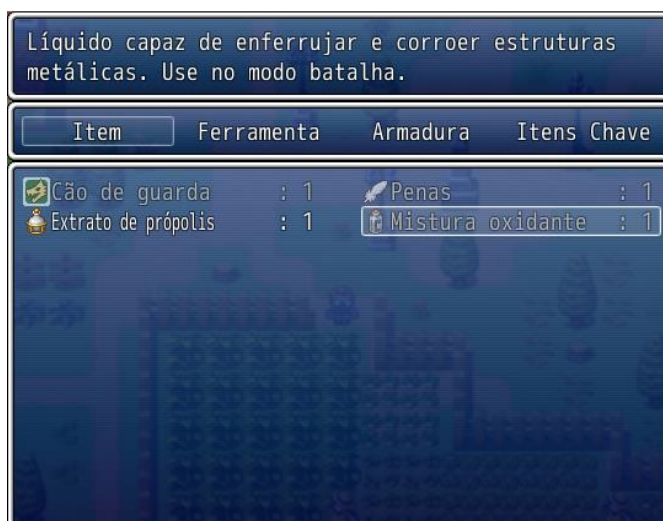 Líquido capaz de enferrujar e corroer estruturas
metálicas. Use no modo batalha.
Item Ferramenta Armadura Itens Chave
Cão de guarda : 1 Penas : 1
Extrato de própolis : 1 Mistura oxidante : 1